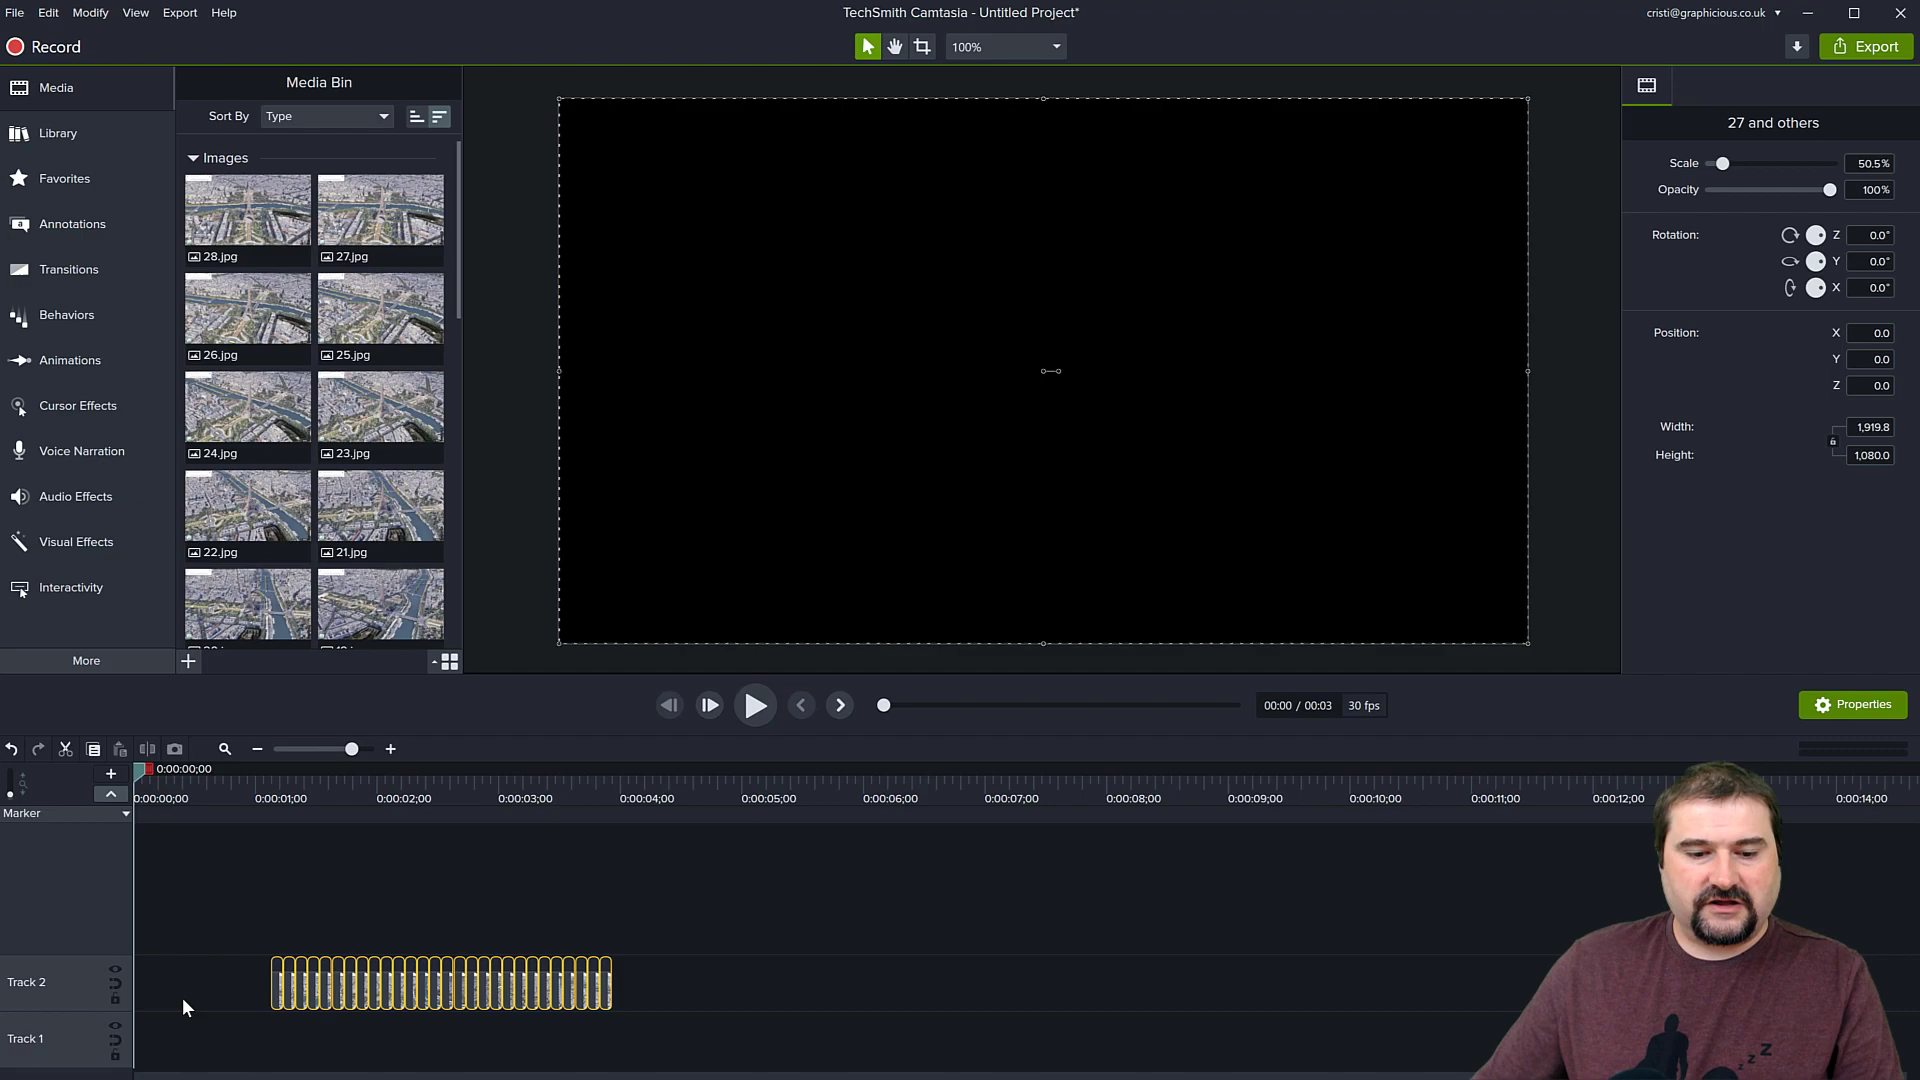 File Edit Modify View Export Help
TechSmith Camtasia - Untitled Project*
cristi@graphicious.co.uk
Record
100%
Export
Media
Library
Favorites
Annotations
Transitions
Behaviors
Animations
Cursor Effects
Voice Narration
Audio Effects
Visual Effects
Interactivity
More
Media Bin
Sort By Type
Images
28.jpg 27.jpg
26.jpg 25.jpg
24.jpg 23.jpg
22.jpg 21.jpg
27 and others
Scale 50.5%
Opacity 100%
Rotation: Z 0.0°
Y 0.0°
X 0.0°
Position: X 0.0
Y 0.0
Z 0.0
Width: 1,919.8
Height: 1,080.0
00:00 / 00:03 30 fps
Properties
0:00:00;00
0:00:00;00 0:00:01;00 0:00:02;00 0:00:03;00 0:00:04;00 0:00:05;00 0:00:06;00 0:00:07;00 0:00:08;00 0:00:09;00 0:00:10;00 0:00:11;00 0:00:12;00 0:00:14;00
Marker
Track 2
Track 1
z z Z